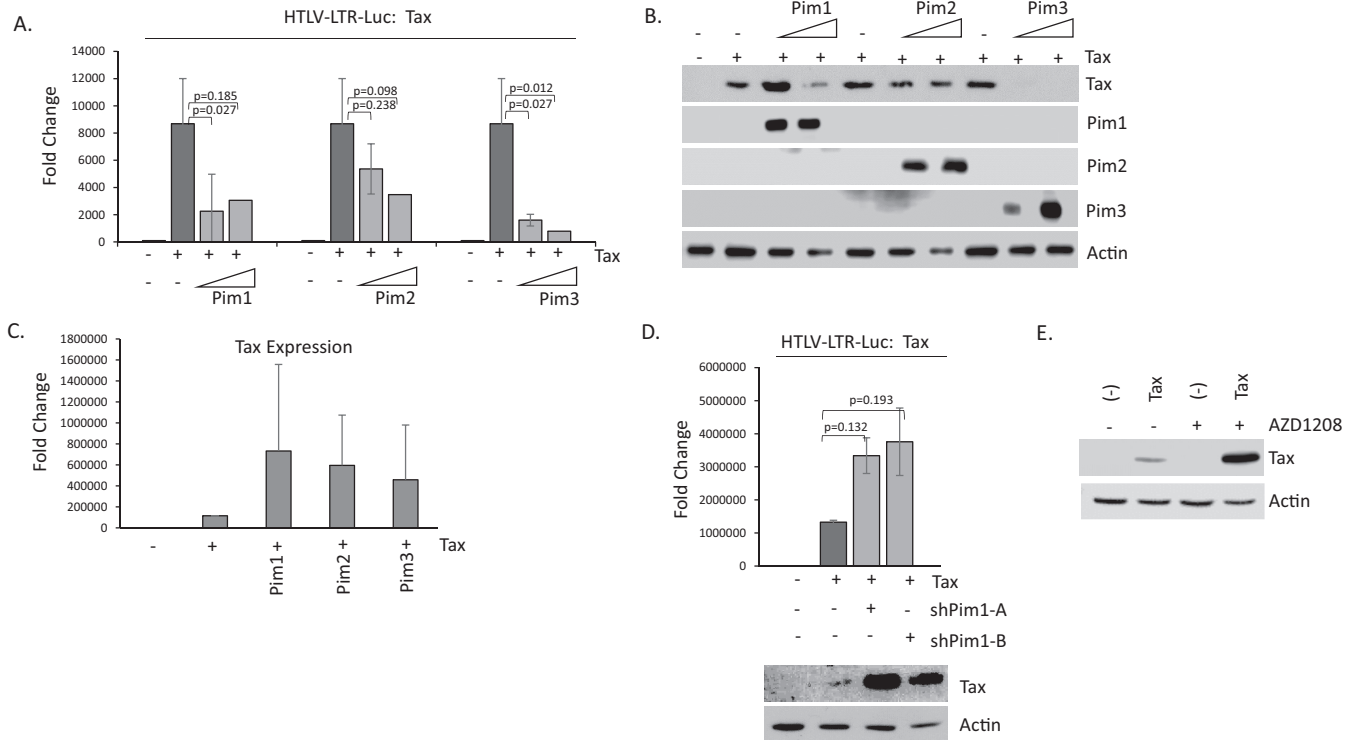 A.
HTLV-LTR-Luc: Tax
Fold Change
14000
12000
10000
8000
6000
4000
2000
0
p=0.185
p=0.027
p=0.098
p=0.238
p=0.012
p=0.027
- + + + - + + + - + + + Tax
- - Pim1 - - Pim2 - - Pim3
B.
Pim1 Pim2 Pim3
- - - -
- + + + + + + + + + Tax
Tax
Pim1
Pim2
Pim3
Actin
C.
Tax Expression
Fold Change
1800000
1600000
1400000
1200000
1000000
800000
600000
400000
200000
0
- + Pim1 + Pim2 + Pim3 + Tax
D.
HTLV-LTR-Luc: Tax
Fold Change
6000000
5000000
4000000
3000000
2000000
1000000
0
p=0.193
p=0.132
- + + + Tax
- - + - shPim1-A
- - - + shPim1-B
Tax
Actin
E.
(-) Tax (-) Tax
- - + + AZD1208
Tax
Actin